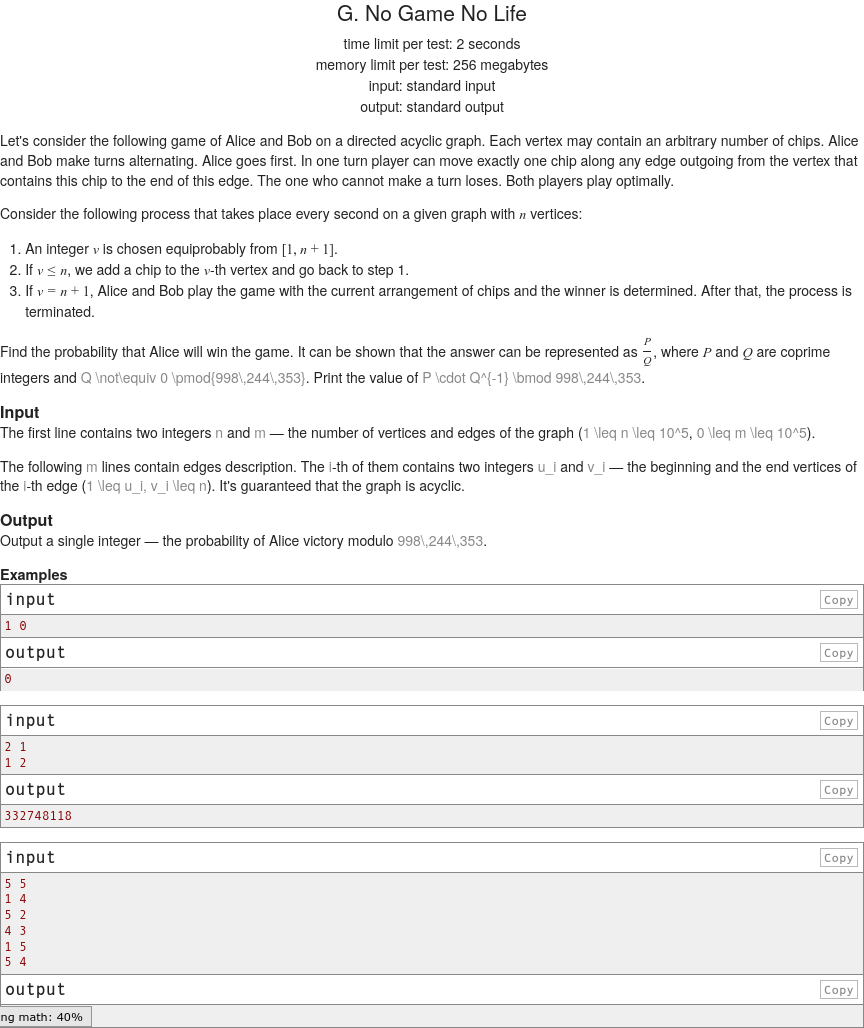 G. No Game No Life
time limit per test: 2 seconds
memory limit per test: 256 megabytes
input: standard input
output: standard output
Let's consider the following game of Alice and Bob on a directed acyclic graph. Each vertex may contain an arbitrary number of chips. Alice
and Bob make turns alternating. Alice goes first. In one turn player can move exactly one chip along any edge outgoing from the vertex that
contains this chip to the end of this edge. The one who cannot make a turn loses. Both players play optimally.
Consider the following process that takes place every second on a given graph with n vertices:
1. An integer v is chosen equiprobably from [1, n + 1].
2. If v ≤ n, we add a chip to the v-th vertex and go back to step 1.
3. If v = n + 1, Alice and Bob play the game with the current arrangement of chips and the winner is determined. After that, the process is
terminated.
Find the probability that Alice will win the game. It can be shown that the answer can be represented as P/Q, where P and Q are coprime
integers and Q \not\equiv 0 \pmod{998\,244\,353}. Print the value of P \cdot Q^{-1} \bmod 998\,244\,353.
Input
The first line contains two integers n and m — the number of vertices and edges of the graph (1 \leq n \leq 10^5, 0 \leq m \leq 10^5).
The following m lines contain edges description. The i-th of them contains two integers u_i and v_i — the beginning and the end vertices of
the i-th edge (1 \leq u_i, v_i \leq n). It's guaranteed that the graph is acyclic.
Output
Output a single integer — the probability of Alice victory modulo 998\,244\,353.
Examples
input Copy
1 0
output Copy
0
input Copy
2 1
1 2
output Copy
332748118
input Copy
5 5
1 4
5 2
4 3
1 5
5 4
output Copy
ng math: 40%